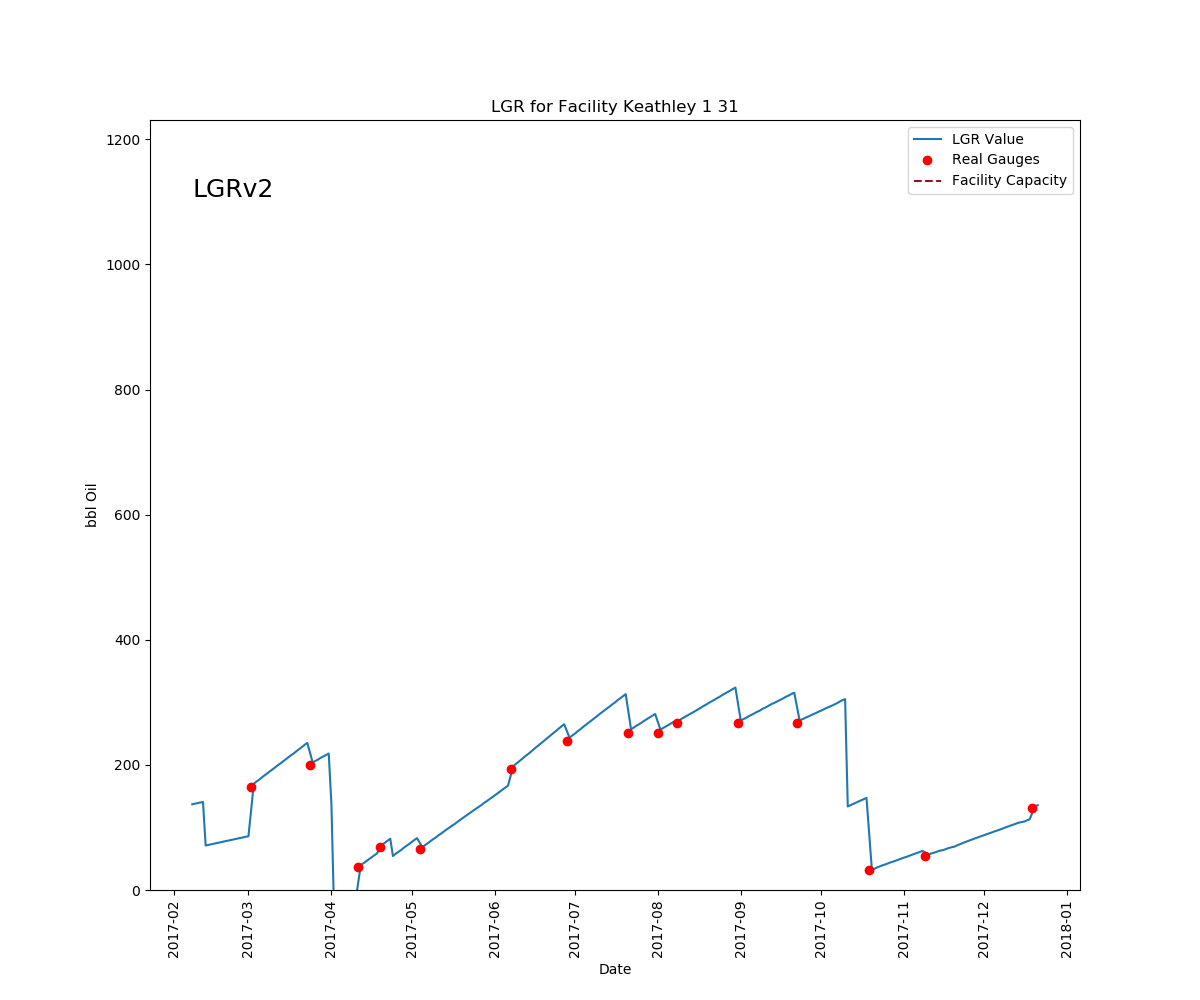 LGR for Facility Keathley 1 31
LGRv2
LGR Value
Real Gauges
Facility Capacity
bbl Oil
1200
1000
800
600
400
200
0
2017-02
2017-03
2017-04
2017-05
2017-06
2017-07
2017-08
2017-09
2017-10
2017-11
2017-12
2018-01
Date